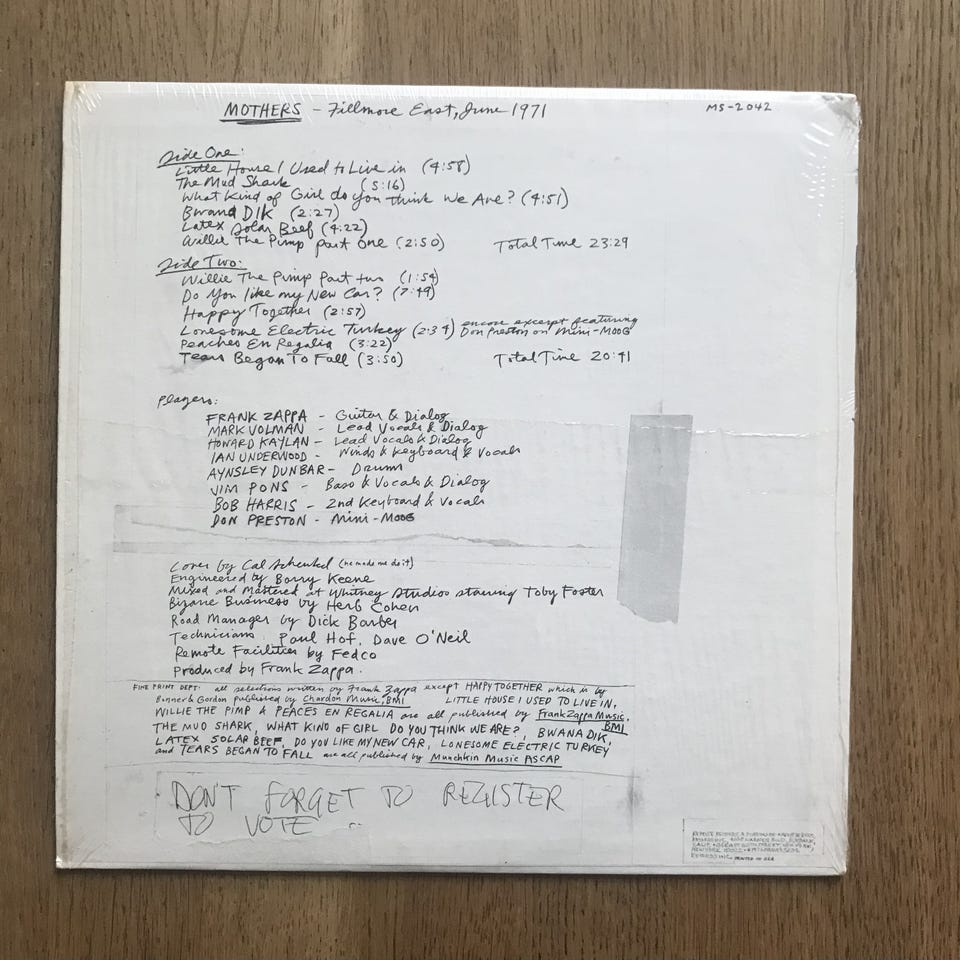 MOTHERS - Fillmore East, June 1971
MS-2042
Side One:
Little House I Used to Live in (4:58)
The Mud Shark (5:16)
What Kind of Girl do you think We Are? (4:51)
Bwana DIK (2:27)
Latex Solar Beef (4:22)
Willie The Pimp part One (2:50) Total Time 23:29
Side Two:
Willie The Pimp Part two (1:54)
Do You like my New Car? (7:49)
Happy Together (2:57)
Lonesome Electric Turkey (2:34) encore excerpt featuring
Don Preston on Mini-MOOG
Peaches En Regalia (3:22)
Tears Began To Fall (3:50) Total Time 20:41
Players:
FRANK ZAPPA - Guitar & Dialog
MARK VOLMAN - Lead Vocals & Dialog
HOWARD KAYLAN - Lead Vocals & Dialog
IAN UNDERWOOD - Winds & Keyboard & Vocals
AYNSLEY DUNBAR - Drums
JIM PONS - Bass & Vocals & Dialog
BOB HARRIS - 2nd Keyboard & Vocals
DON PRESTON - Mini-MOOG
Cover by Cal Schenkel (he made me do it)
Engineered by Barry Keene
Mixed and Mastered at Whitney Studios starring Toby Foster
Bizarre Business by Herb Cohen
Road Manager by Dick Barber
Technicians: Paul Hof, Dave O'Neil
Remote Facilities by Fedco
Produced by Frank Zappa.
FINE PRINT DEPT: all selections written by Frank Zappa except HAPPY TOGETHER which is by
Bonner & Gordon published by Chardon Music, BMI LITTLE HOUSE I USED TO LIVE IN,
WILLIE THE PIMP & PEACES EN REGALIA are all published by Frank Zappa Music, BMI
THE MUD SHARK, WHAT KIND OF GIRL DO YOU THINK WE ARE?, BWANA DIK,
LATEX SOLAR BEEF, DO YOU LIKE MY NEW CAR, LONESOME ELECTRIC TURKEY
and TEARS BEGAN TO FALL are all published by Munchkin Music ASCAP
DON'T FORGET TO REGISTER
TO VOTE